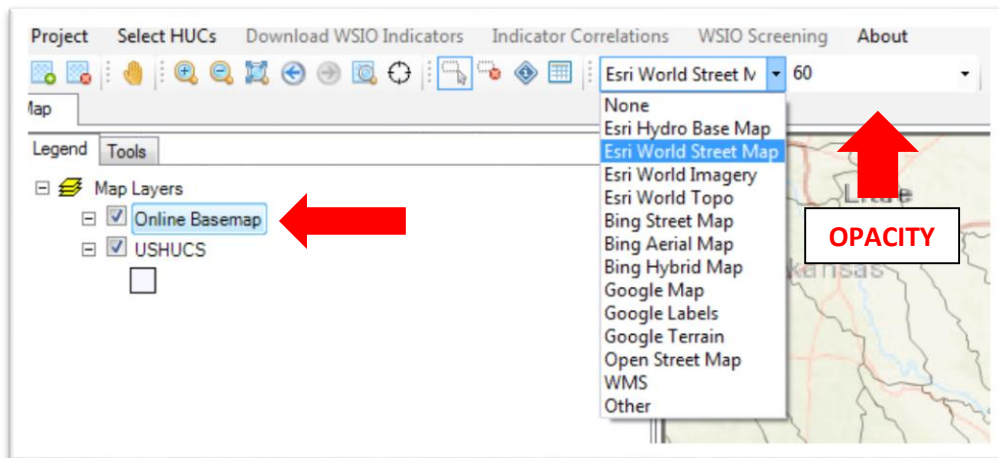 Project Select HUCs Download WSIO Indicators Indicator Correlations WSIO Screening About
Esri World Street M 60
Map
Legend Tools
Map Layers
Online Basemap
USHUCS
None
Esri Hydro Base Map
Esri World Street Map
Esri World Imagery
Esri World Topo
Bing Street Map
Bing Aerial Map
Bing Hybrid Map
Google Map
Google Labels
Google Terrain
Open Street Map
WMS
Other
OPACITY